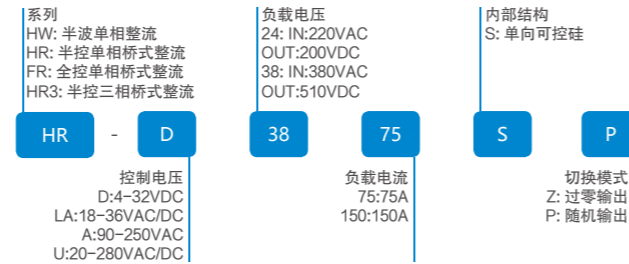 系列
HW: 半波单相整流
HR: 半控单相桥式整流
FR: 全控单相桥式整流
HR3: 半控三相桥式整流
负载电压
24: IN:220VAC
OUT:200VDC
38: IN:380VAC
OUT:510VDC
内部结构
S: 单向可控硅
HR - D 38 75 S P
控制电压
D:4-32VDC
LA:18-36VAC/DC
A:90-250VAC
U:20-280VAC/DC
负载电流
75:75A
150:150A
切换模式
Z: 过零输出
P: 随机输出